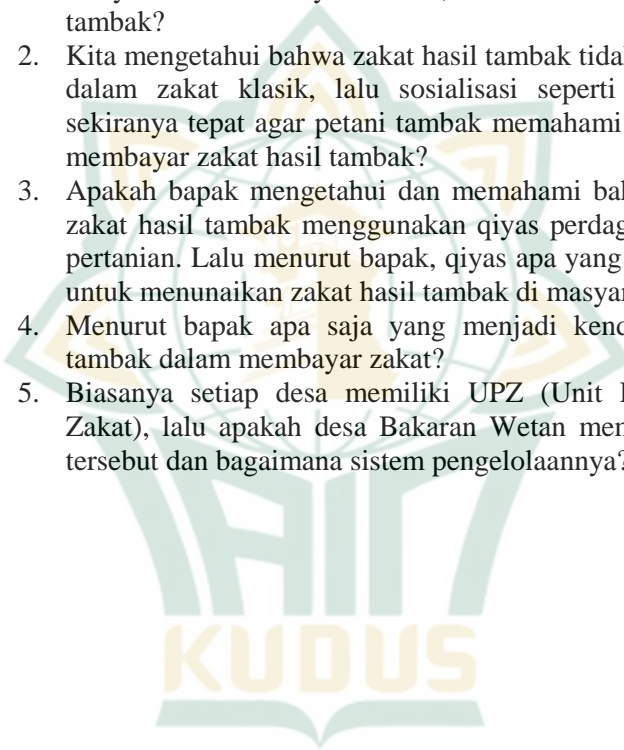 tambak?
2. Kita mengetahui bahwa zakat hasil tambak tidak
dalam zakat klasik, lalu sosialisasi seperti
sekiranya tepat agar petani tambak memahami
membayar zakat hasil tambak?
3. Apakah bapak mengetahui dan memahami
zakat hasil tambak menggunakan qiyas
pertanian. Lalu menurut bapak, qiyas apa yang
untuk menunaikan zakat hasil tambak di
4. Menurut bapak apa saja yang menjadi
tambak dalam membayar zakat?
5. Biasanya setiap desa memiliki UPZ (Unit
Zakat), lalu apakah desa Bakaran Wetan
tersebut dan bagaimana sistem pengelolaannya?
IAIN
KUDUS